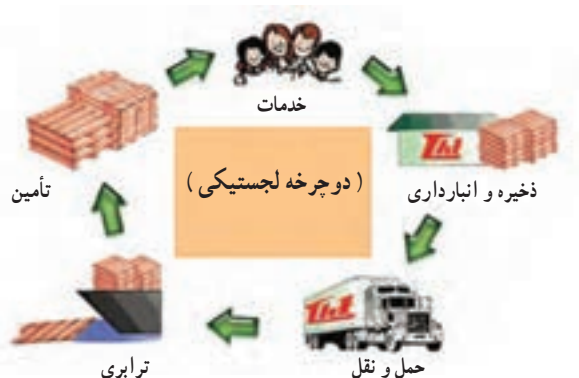 خدمات
ذخیره و انبارداری
حمل و نقل
ترابری
تأمین
( دوچرخه لجستیکی )